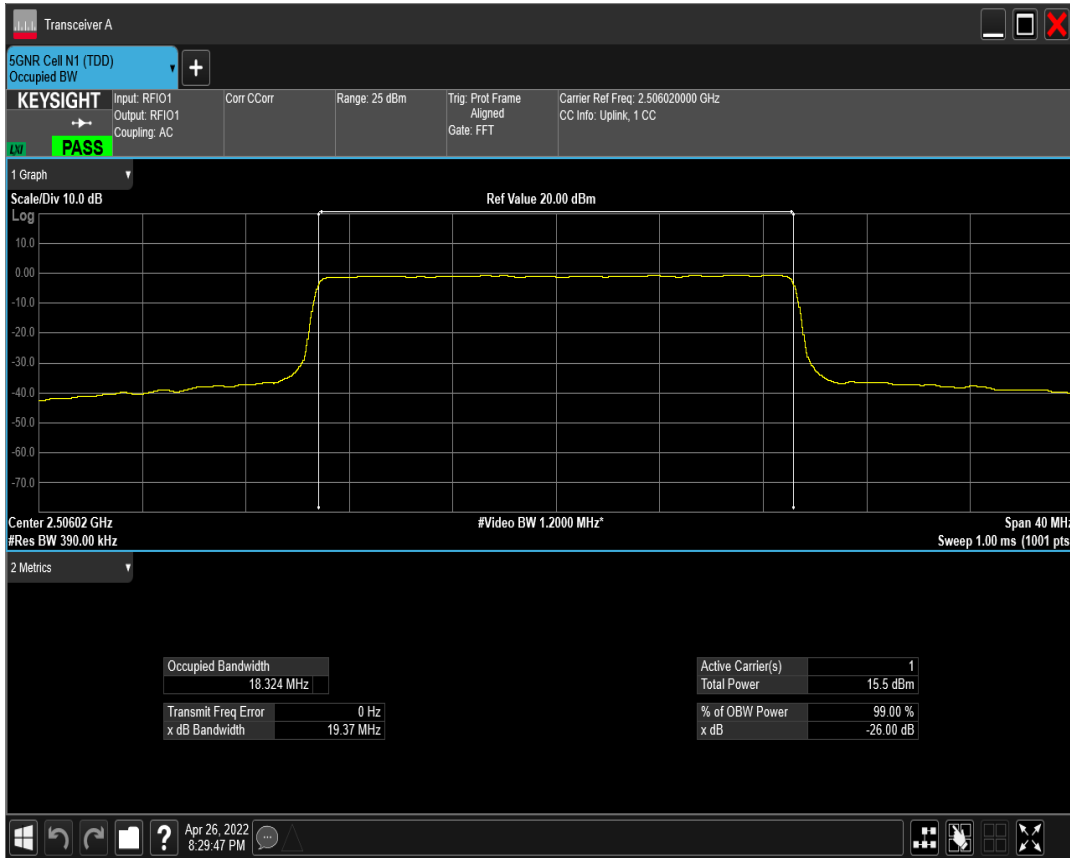 Transceiver A
5GNR Cell N1 (TDD)
Occupied BW
+
KEYSIGHT
LXI
PASS
Input: RFIO1
Output: RFIO1
Coupling: AC
Corr CCorr
Range: 25 dBm
Trig: Prot Frame
Aligned
Gate: FFT
Carrier Ref Freq: 2.506020000 GHz
CC Info: Uplink, 1 CC
1 Graph
Scale/Div 10.0 dB
Ref Value 20.00 dBm
Log
10.0
0.00
-10.0
-20.0
-30.0
-40.0
-50.0
-60.0
-70.0
Center 2.50602 GHz
#Video BW 1.2000 MHz*
Span 40 MHz
#Res BW 390.00 kHz
Sweep 1.00 ms (1001 pts
2 Metrics
Occupied Bandwidth
18.324 MHz
Transmit Freq Error 0 Hz
x dB Bandwidth 19.37 MHz
Active Carrier(s) 1
Total Power 15.5 dBm
% of OBW Power 99.00 %
x dB -26.00 dB
?
Apr 26, 2022
8:29:47 PM